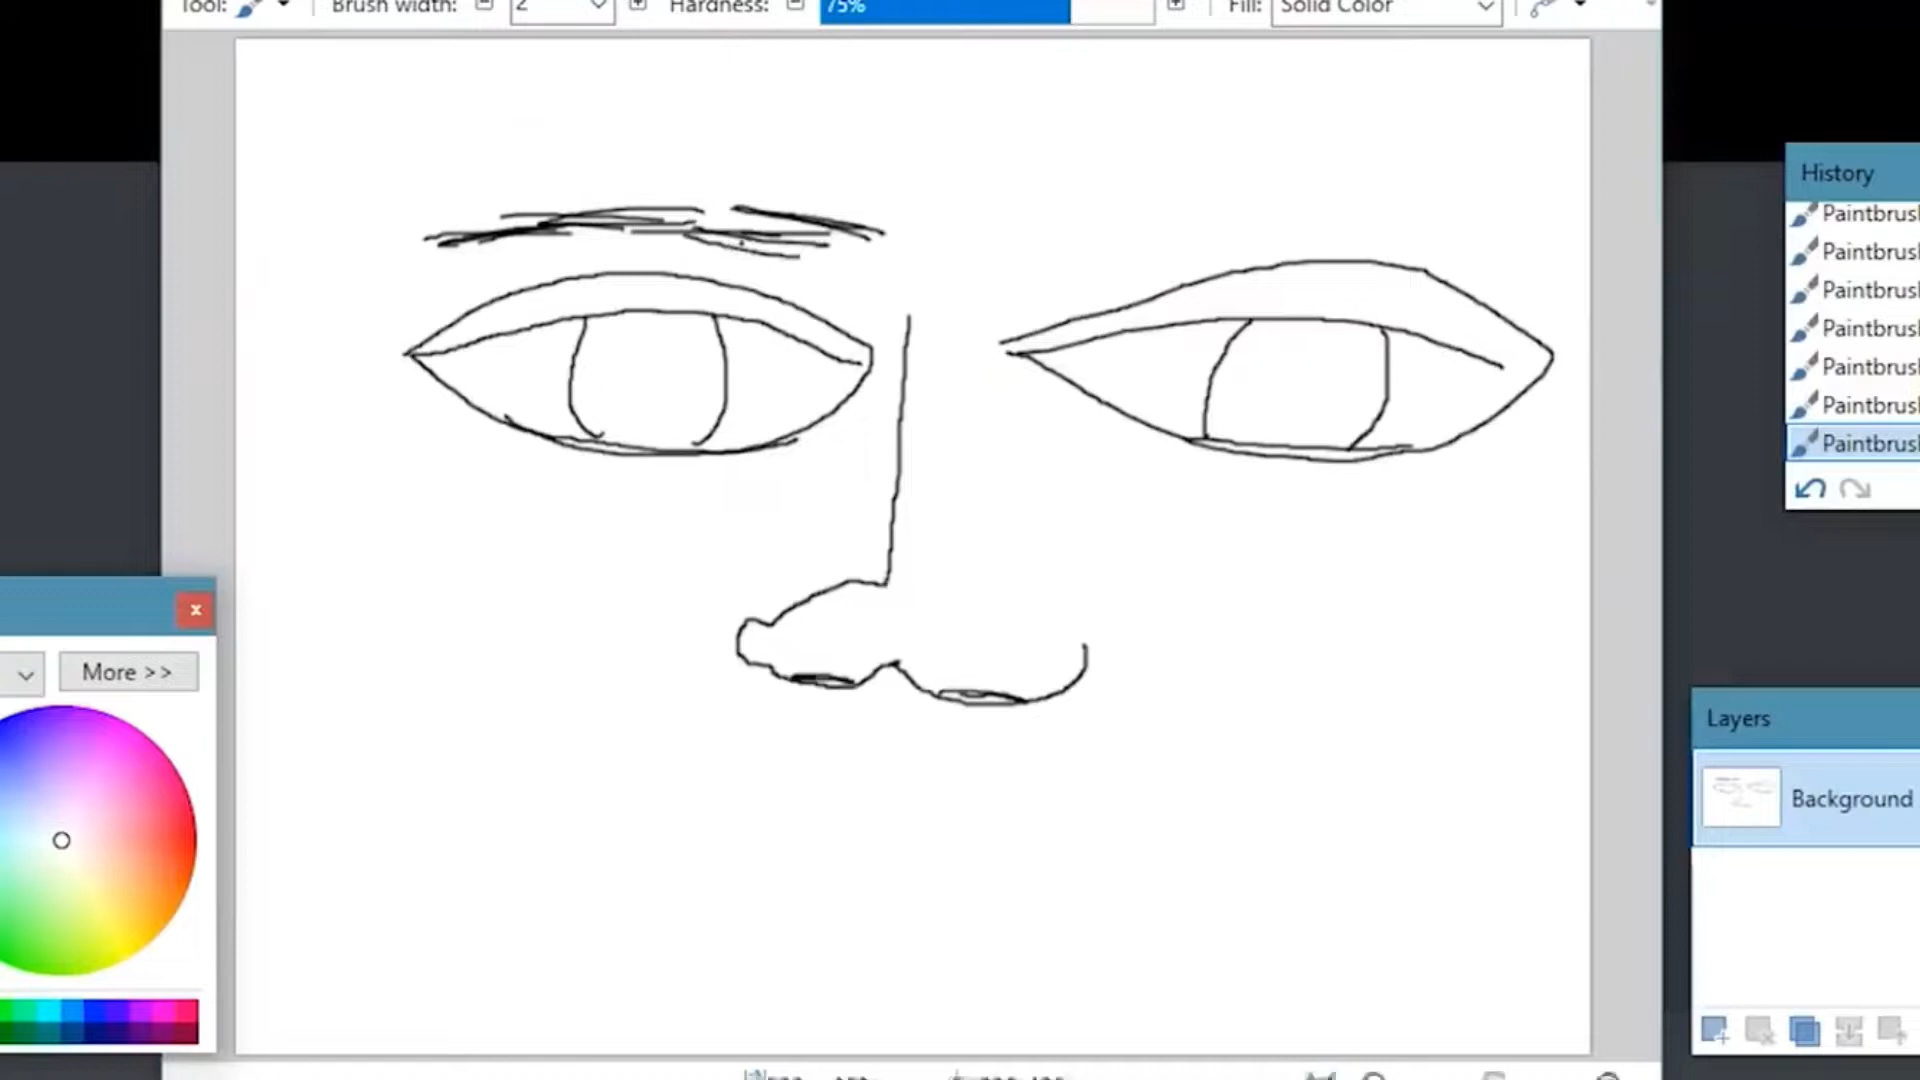 Tool:
Brush width:
2
Hardness:
75%
Fill:
Solid Color
History
Paintbrus
Paintbrus
Paintbrus
Paintbrus
Paintbrus
Paintbrus
Paintbrus
x
More >>
Layers
Background